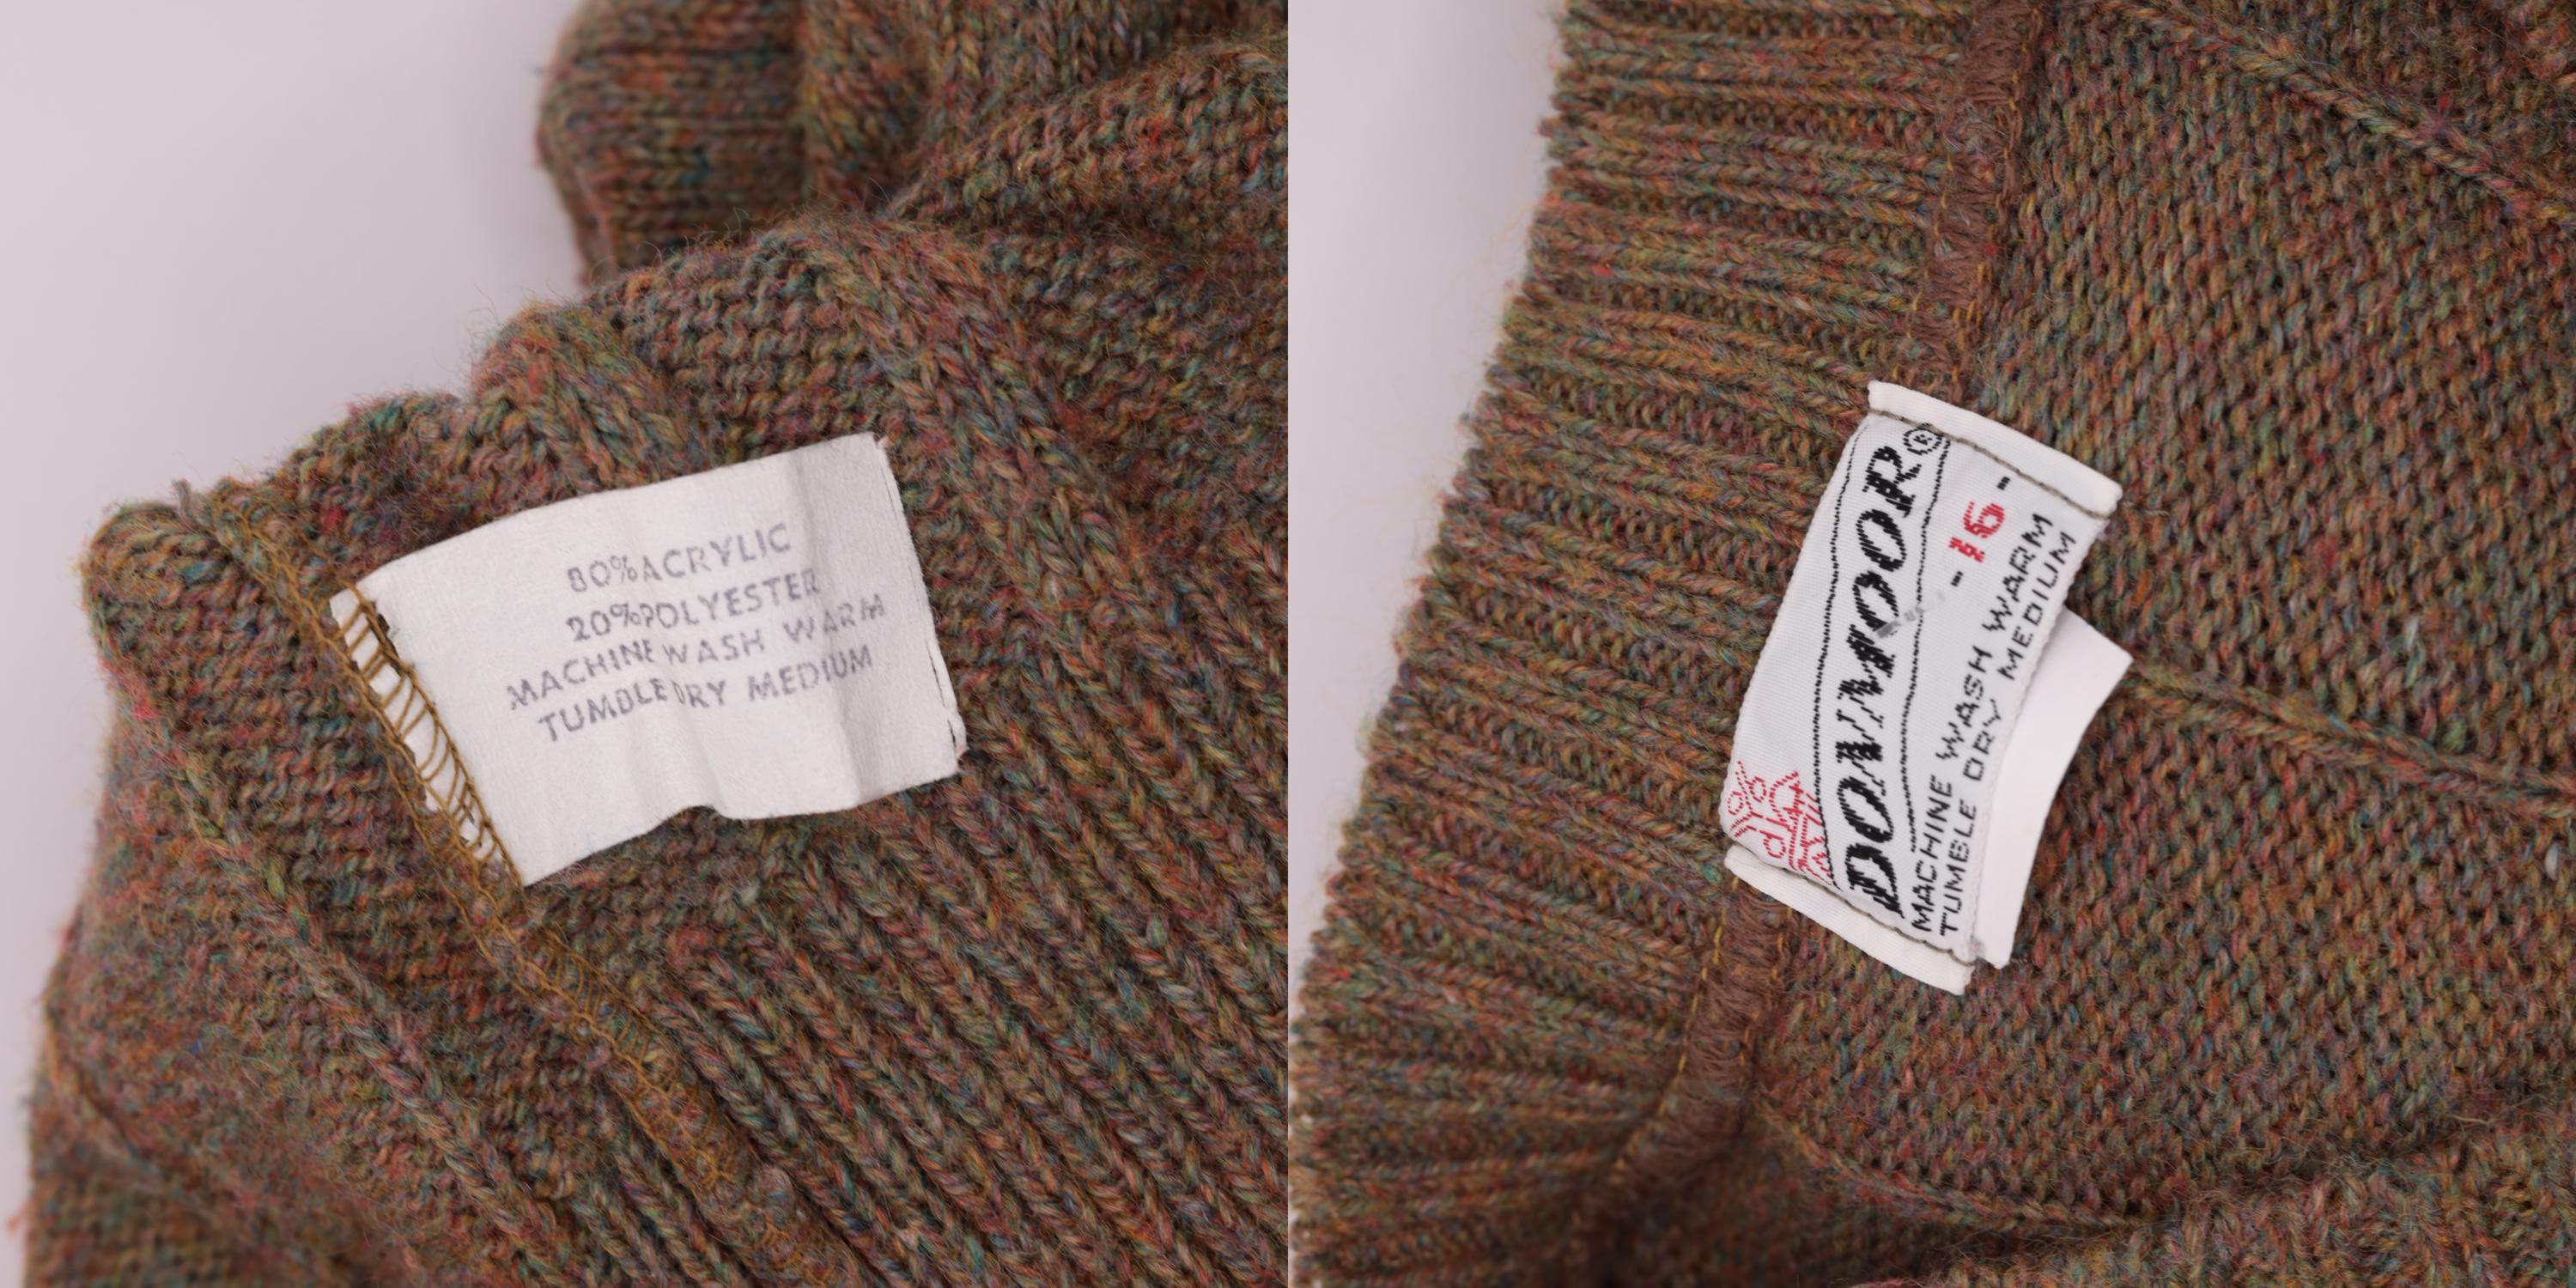 80%ACRYLIC
20%POLYESTER
MACHINE WASH WARM
TUMBLE DRY MEDIUM
DONMOOR®
- 16 -
MACHINE WASH WARM
TUMBLE DRY MEDIUM